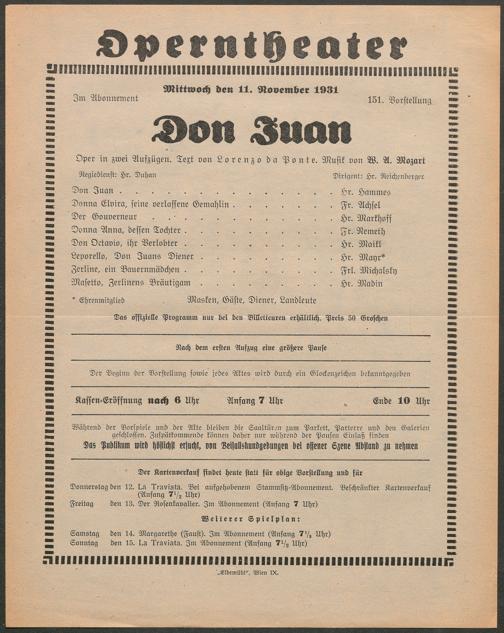 Operntheater
Mittwoch den 11. November 1931
Im Abonnement 151. Vorstellung
Don Juan
Oper in zwei Aufzügen. Text von Lorenzo da Ponte. Musik von W. A. Mozart
Regiedienst: Hr. Duhan Dirigent: Hr. Reichenberger
Don Juan . . . . . . . . . . . Hr. Hammes
Donna Elvira, seine verlassene Gemahlin . . . . . . Fr. Achsel
Der Gouverneur . . . . . . . . . . Hr. Markhoff
Donna Anna, dessen Tochter . . . . . . . . Fr. Nemeth
Don Octavio, ihr Verlobter . . . . . . . . Hr. Maikl
Leporello, Don Juans Diener . . . . . . . . Hr. Mayr*
Zerline, ein Bauernmädchen . . . . . . . . Frl. Michalsky
Masetto, Zerlinens Bräutigam . . . . . . . . Hr. Madin
* Ehrenmitglied Masken, Gäste, Diener, Landleute
Das offizielle Programm nur bei den Billetteuren erhältlich. Preis 50 Groschen
Nach dem ersten Aufzug eine größere Pause
Der Beginn der Vorstellung sowie jedes Aktes wird durch ein Glockenzeichen bekanntgegeben
Kassen-Eröffnung nach 6 Uhr Anfang 7 Uhr Ende 10 Uhr
Während der Vorspiele und der Akte bleiben die Saaltüren zum Parkett, Parterre und den Galerien
geschlossen. Zuspätkommende können daher nur während der Pausen Einlaß finden
Das Publikum wird höflichst ersucht, von Beifallskundgebungen bei offener Szene Abstand zu nehmen
Der Kartenverkauf findet heute statt für obige Vorstellung und für
Donnerstag den 12. La Traviata. Bei aufgehobenem Stammsitz-Abonnement. Beschränkter Kartenverkauf
(Anfang 7½ Uhr)
Freitag den 13. Der Rosenkavalier. Im Abonnement (Anfang 7 Uhr)
Weiterer Spielplan:
Samstag den 14. Margarethe (Faust). Im Abonnement (Anfang 7½ Uhr)
Sonntag den 15. La Traviata. Im Abonnement (Anfang 7½ Uhr)
„Elbemühl", Wien IX.